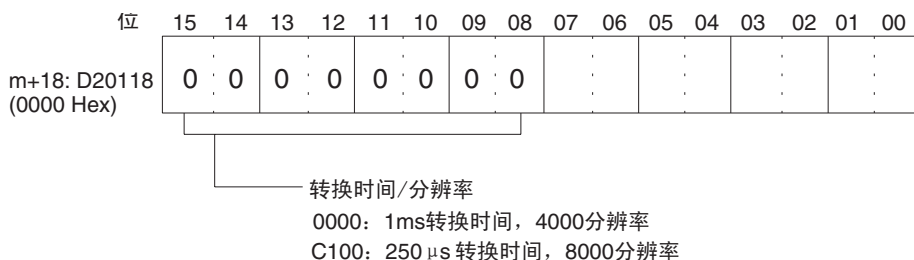 位 15 14 13 12 11 10 09 08 07 06 05 04 03 02 01 00
m+18: D20118 0 0 0 0 0 0 0 0
(0000 Hex)
转换时间/分辨率
0000：1ms转换时间，4000分辨率
C100：250 μs 转换时间，8000分辨率